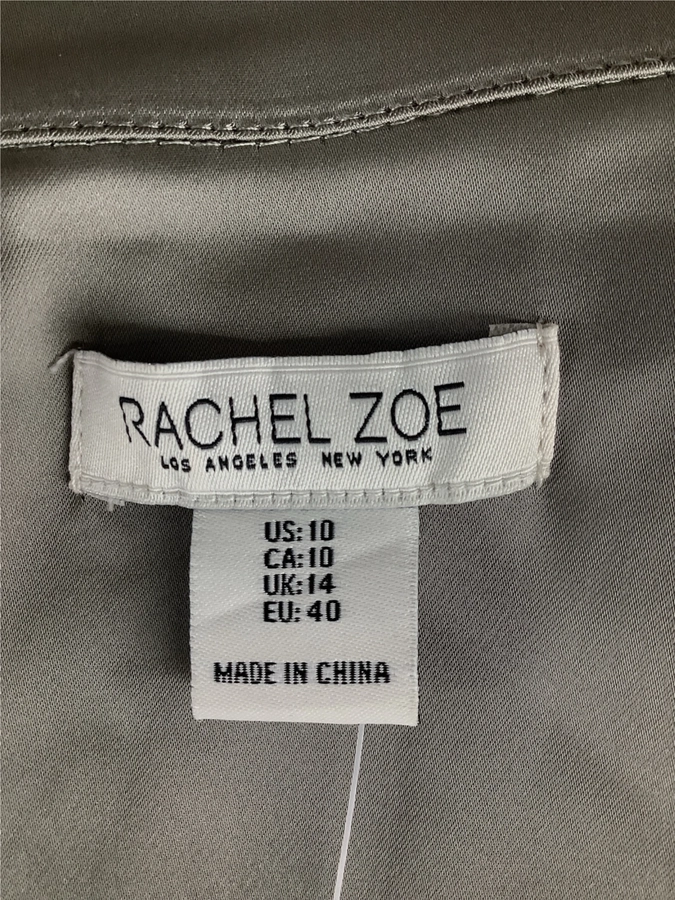 RACHEL ZOE
LOS ANGELES NEW YORK
US: 10
CA: 10
UK: 14
EU: 40
MADE IN CHINA